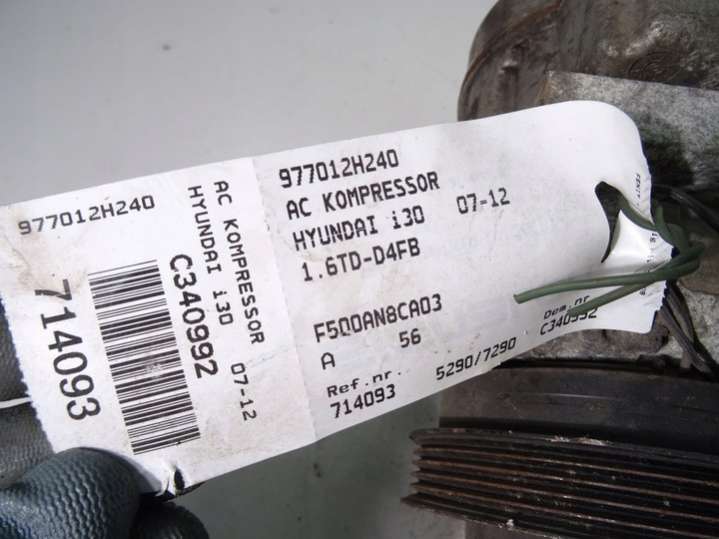 977012H240
AC KOMPRESSOR
HYUNDAI i30 07-12
C340992
714093
977012H240
AC KOMPRESSOR
HYUNDAI i30 07-12
1.6TD-D4FB
F500AN8CA03
A 56
Dem.nr
C340992
Ref.nr.
714093 5290/7290